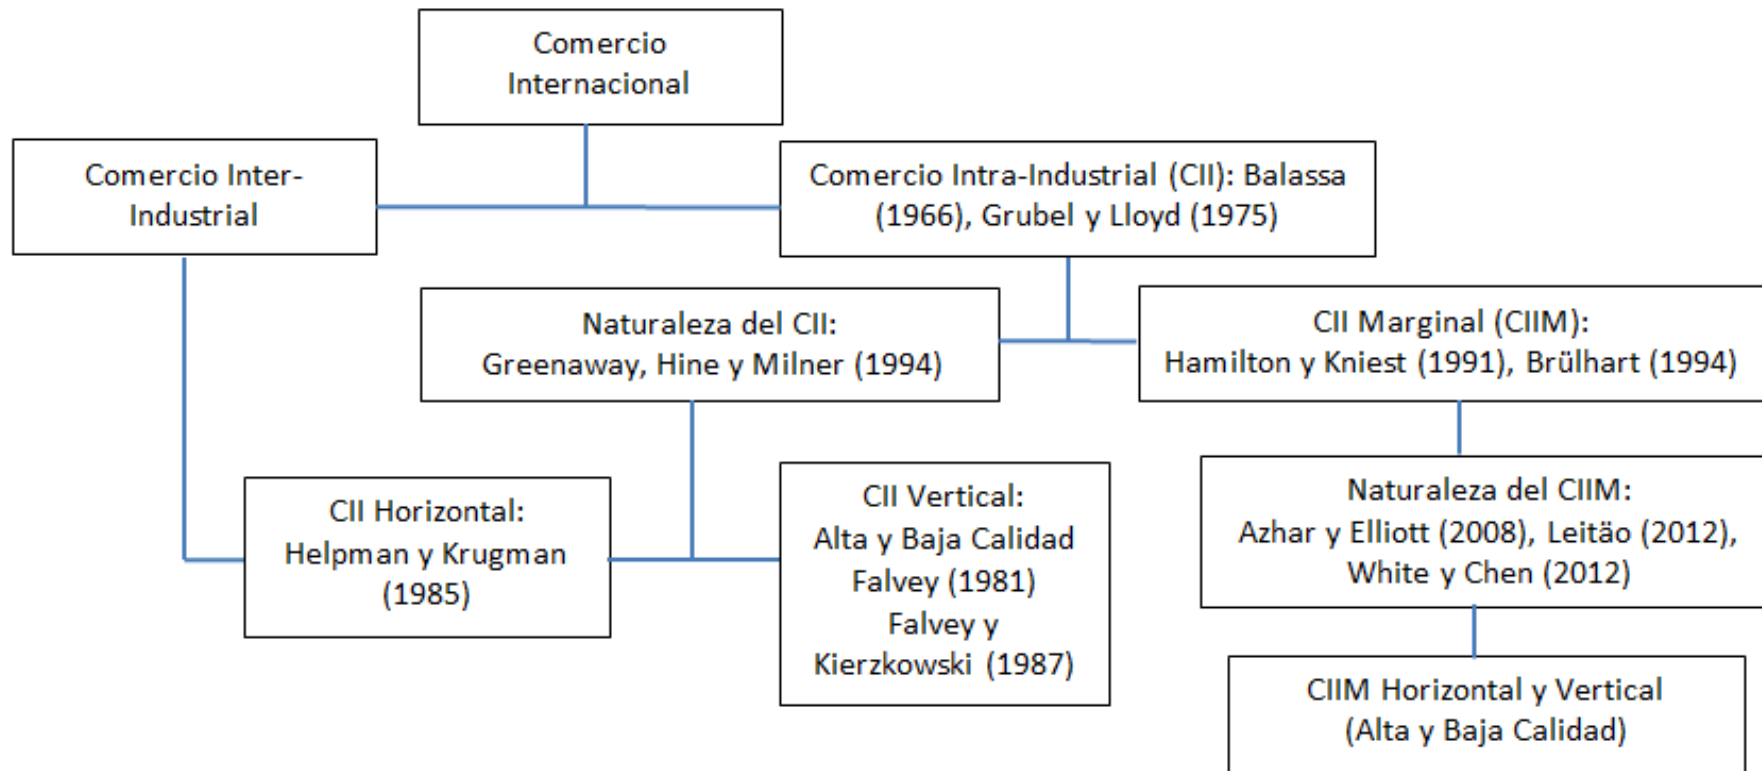 Comercio
Internacional
Comercio Inter-
Industrial
Comercio Intra-Industrial (CII): Balassa
(1966), Grubel y Lloyd (1975)
Naturaleza del CII:
Greenaway, Hine y Milner (1994)
CII Marginal (CIIM):
Hamilton y Kniest (1991), Brülhart (1994)
CII Horizontal:
Helpman y Krugman
(1985)
CII Vertical:
Alta y Baja Calidad
Falvey (1981)
Falvey y
Kierzkowski (1987)
Naturaleza del CIIM:
Azhar y Elliott (2008), Leitäo (2012),
White y Chen (2012)
CIIM Horizontal y Vertical
(Alta y Baja Calidad)